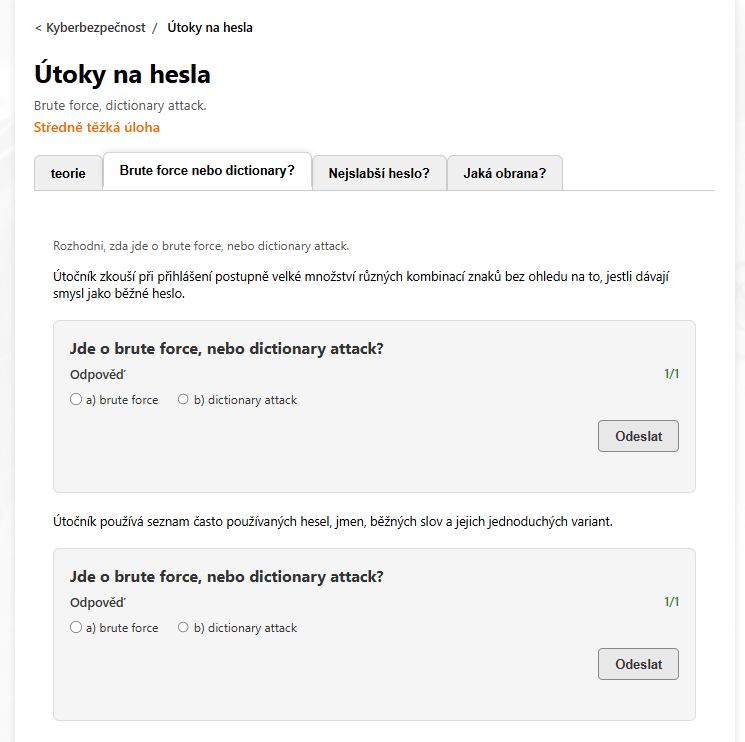 < Kyberbezpečnost / Útoky na hesla
Útoky na hesla
Brute force, dictionary attack.
Středně těžká úloha
teorie Brute force nebo dictionary? Nejslabší heslo? Jaká obrana?
Rozhodni, zda jde o brute force, nebo dictionary attack.
Útočník zkouší při přihlášení postupně velké množství různých kombinací znaků bez ohledu na to, jestli dávají
smysl jako běžné heslo.
Jde o brute force, nebo dictionary attack?
Odpověď 1/1
a) brute force b) dictionary attack
Odeslat
Útočník používá seznam často používaných hesel, jmen, běžných slov a jejich jednoduchých variant.
Jde o brute force, nebo dictionary attack?
Odpověď 1/1
a) brute force b) dictionary attack
Odeslat